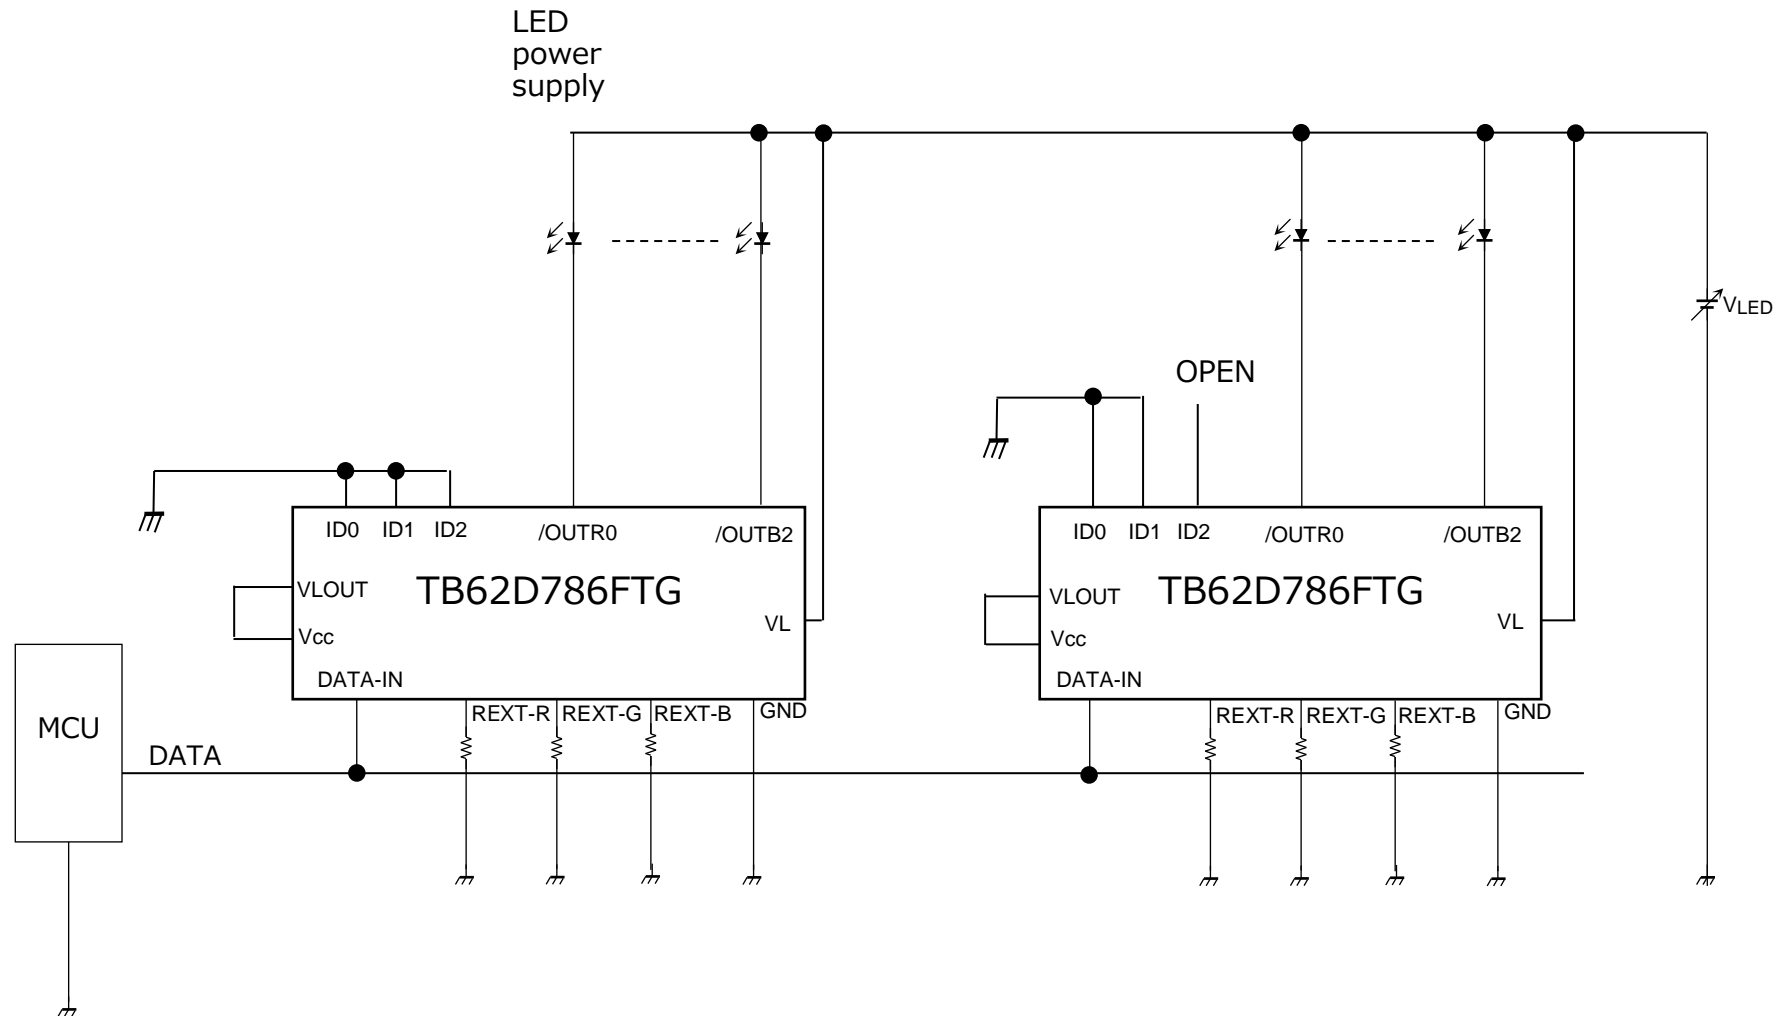 LED
power
supply
VLED
OPEN
ID0 ID1 ID2 /OUTR0 /OUTB2
VLOUT TB62D786FTG
VL
Vcc
DATA-IN
REXT-R REXT-G REXT-B GND
ID0 ID1 ID2 /OUTR0 /OUTB2
VLOUT TB62D786FTG
VL
Vcc
DATA-IN
REXT-R REXT-G REXT-B GND
MCU
DATA